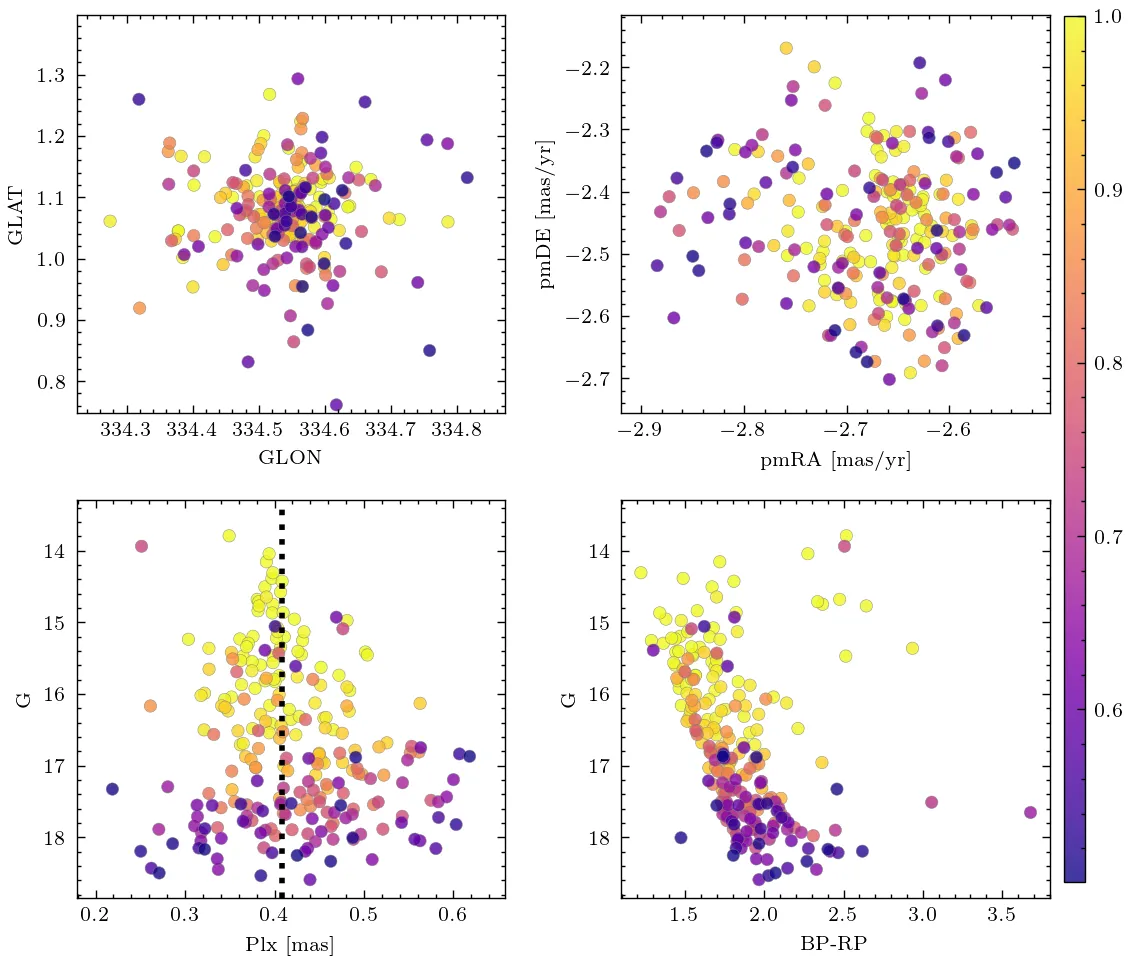 1.3
1.2
1.1
1.0
0.9
0.8
GLAT
334.3 334.4 334.5 334.6 334.7 334.8
GLON
−2.2
−2.3
−2.4
−2.5
−2.6
−2.7
pmDE [mas/yr]
−2.9 −2.8 −2.7 −2.6
pmRA [mas/yr]
1.0
0.9
0.8
0.7
0.6
14
15
16
17
18
G
0.2 0.3 0.4 0.5 0.6
Plx [mas]
14
15
16
17
18
G
1.5 2.0 2.5 3.0 3.5
BP-RP